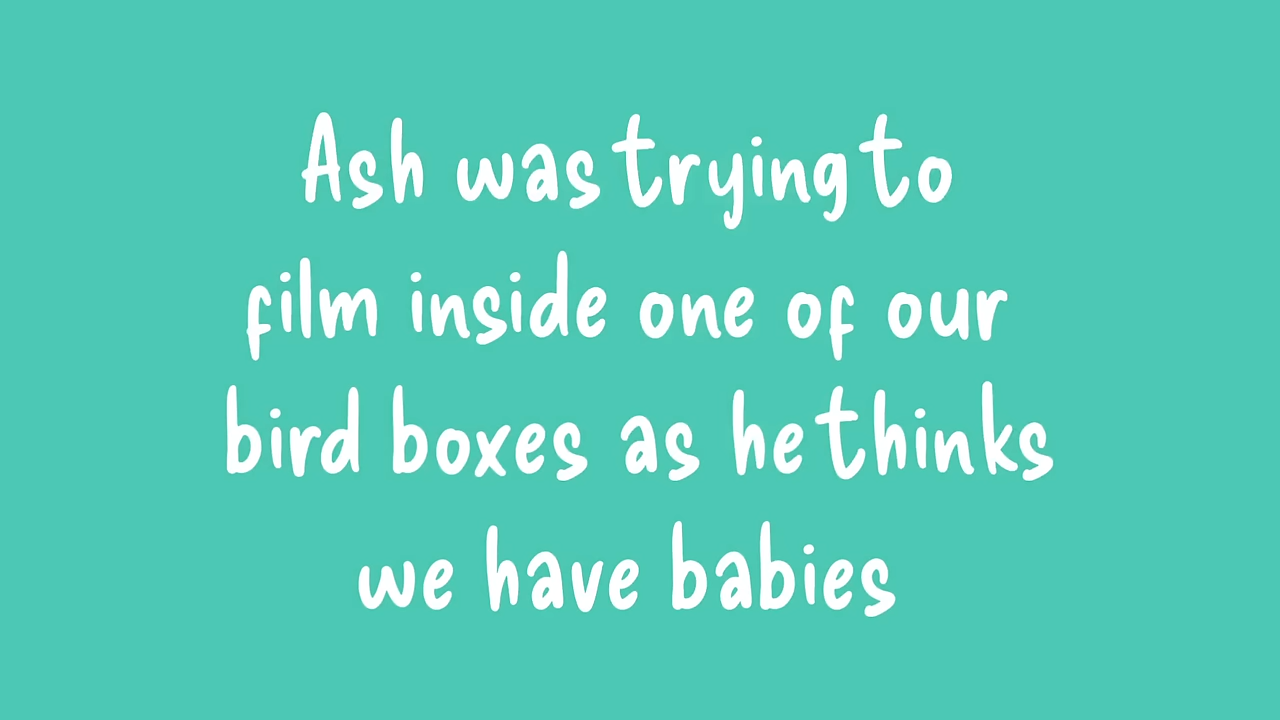 Ash was trying to
film inside one of our
bird boxes as he thinks
we have babies